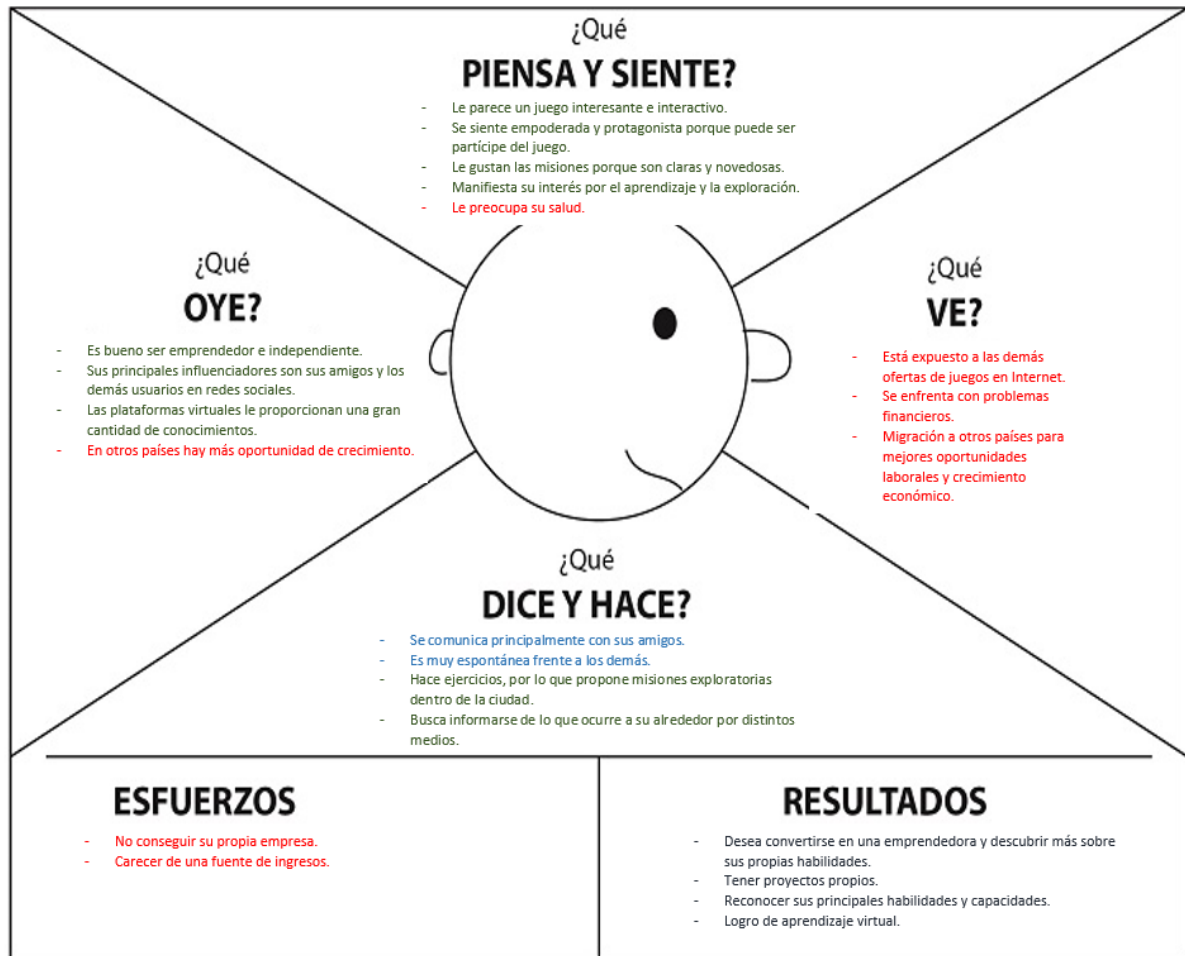 ¿Qué
PIENSA Y SIENTE?
- Le parece un juego interesante e interactivo.
- Se siente empoderada y protagonista porque puede ser
partícipe del juego.
- Le gustan las misiones porque son claras y novedosas.
- Manifiesta su interés por el aprendizaje y la exploración.
- Le preocupa su salud.
¿Qué
OYE?
- Es bueno ser emprendedor e independiente.
- Sus principales influenciadores son sus amigos y los
demás usuarios en redes sociales.
- Las plataformas virtuales le proporcionan una gran
cantidad de conocimientos.
- En otros países hay más oportunidad de crecimiento.
¿Qué
VE?
- Está expuesto a las demás
ofertas de juegos en Internet.
- Se enfrenta con problemas
financieros.
- Migración a otros países para
mejores oportunidades
laborales y crecimiento
económico.
¿Qué
DICE Y HACE?
- Se comunica principalmente con sus amigos.
- Es muy espontánea frente a los demás.
- Hace ejercicios, por lo que propone misiones exploratorias
dentro de la ciudad.
- Busca informarse de lo que ocurre a su alrededor por distintos
medios.
ESFUERZOS
- No conseguir su propia empresa.
- Carecer de una fuente de ingresos.
RESULTADOS
- Desea convertirse en una emprendedora y descubrir más sobre
sus propias habilidades.
- Tener proyectos propios.
- Reconocer sus principales habilidades y capacidades.
- Logro de aprendizaje virtual.